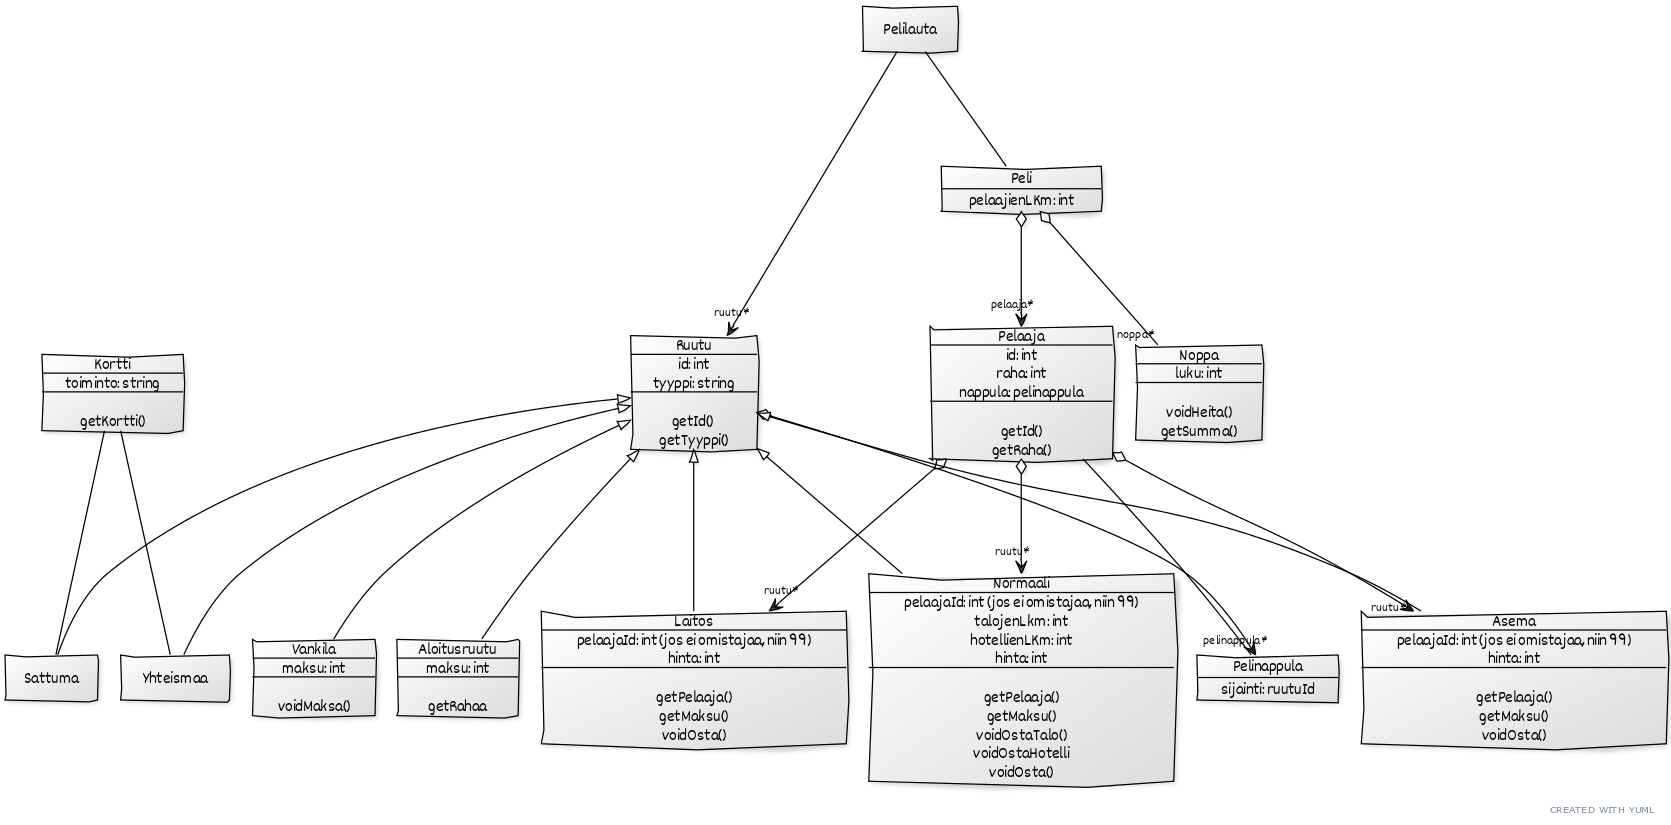 Pelilauta
Peli
pelaajienLKm: int
ruutu*
pelaaja*
noppa*
Kortti
toiminto: string
getKortti()
Ruutu
id: int
tyyppi: string
getId()
getTyyppi()
Pelaaja
id: int
raha: int
nappula: pelinappula
getId()
getRaha()
Noppa
luku: int
voidHeita()
getSumma()
ruutu*
ruutu*
ruutu*
pelinappula*
Sattuma
Yhteismaa
Vankila
maksu: int
voidMaksa()
Aloitusruutu
maksu: int
getRahaa
Laitos
pelaajaId: int (jos ei omistajaa, niin 99)
hinta: int
getPelaaja()
getMaksu()
voidOsta()
Normaali
pelaajaId: int (jos ei omistajaa, niin 99)
talojenLkm: int
hotellienLKm: int
hinta: int
getPelaaja()
getMaksu()
voidOstaTalo()
voidOstaHotelli
voidOsta()
Pelinappula
sijainti: ruutuId
Asema
pelaajaId: int (jos ei omistajaa, niin 99)
hinta: int
getPelaaja()
getMaksu()
voidOsta()
CREATED WITH YUML